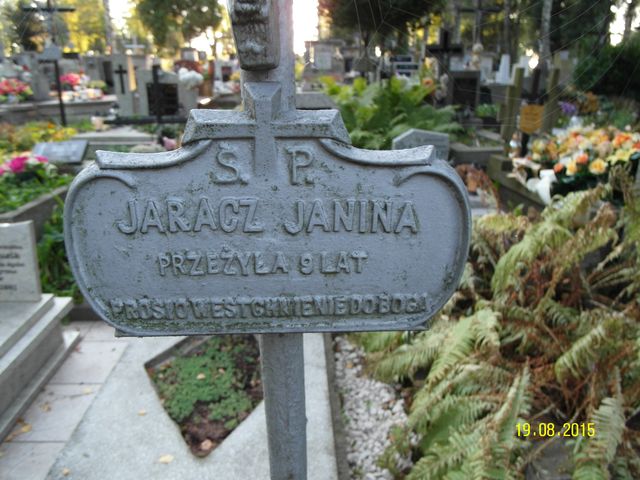 Ś. P.
JARACZ JANINA
PRZEŻYŁA 9 LAT
PROSI O WESTCHNIENIE DO BOGA
19.08.2015